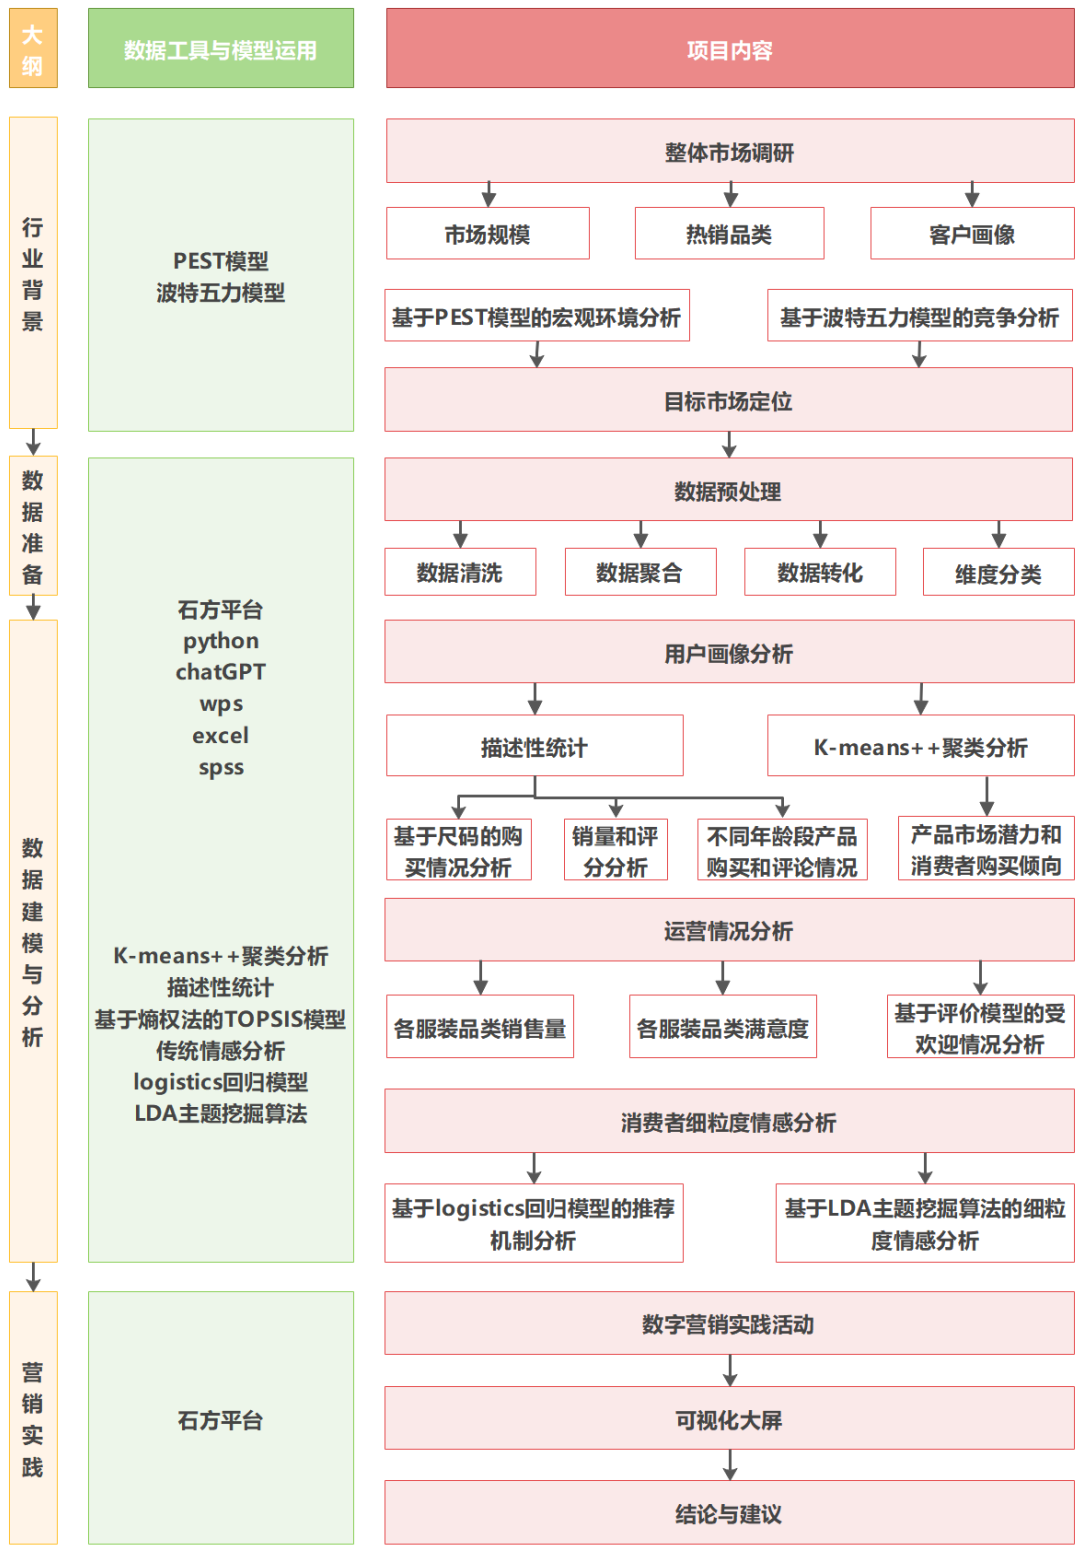 大
纲
数据工具与模型运用
项目内容
行
业
背
景
PEST模型
波特五力模型
整体市场调研
市场规模
热销品类
客户画像
基于PEST模型的宏观环境分析
基于波特五力模型的竞争分析
目标市场定位
数
据
准
备
石方平台
python
chatGPT
wps
excel
spss
数据预处理
数据清洗
数据聚合
数据转化
维度分类
数
据
建
模
与
分
析
K-means++聚类分析
描述性统计
基于熵权法的TOPSIS模型
传统情感分析
logistics回归模型
LDA主题挖掘算法
用户画像分析
描述性统计
K-means++聚类分析
基于尺码的购
买情况分析
销量和评
分分析
不同年龄段产品
购买和评论情况
产品市场潜力和
消费者购买倾向
运营情况分析
各服装品类销售量
各服装品类满意度
基于评价模型的受
欢迎情况分析
消费者细粒度情感分析
基于logistics回归模型的推荐
机制分析
基于LDA主题挖掘算法的细粒
度情感分析
营
销
实
践
石方平台
数字营销实践活动
可视化大屏
结论与建议